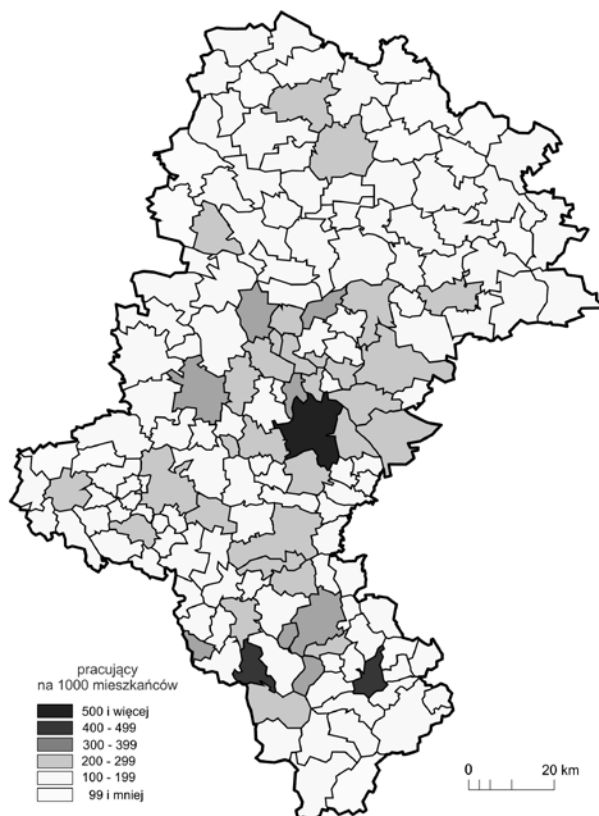 pracujący
na 1000 mieszkańców
500 i więcej
400 - 499
300 - 399
200 - 299
100 - 199
99 i mniej
0 20 km